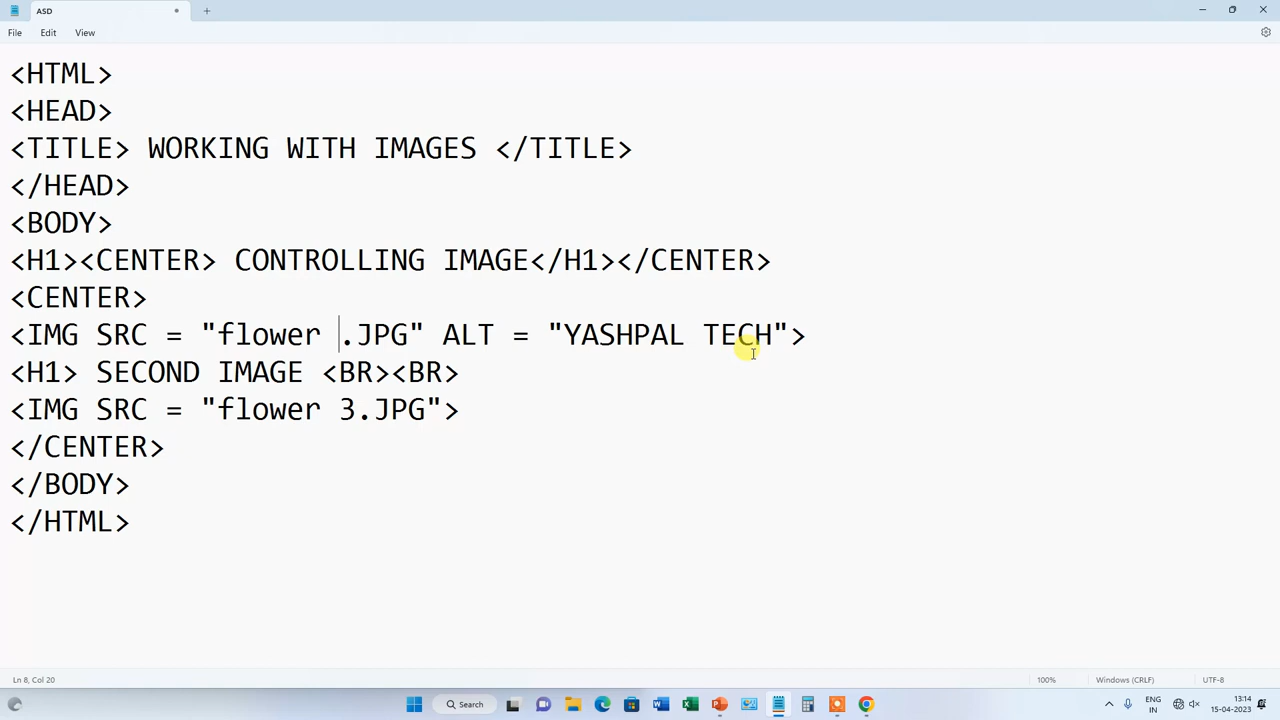 ASD
File Edit View
<HTML>
<HEAD>
<TITLE> WORKING WITH IMAGES </TITLE>
</HEAD>
<BODY>
<H1><CENTER> CONTROLLING IMAGE</H1></CENTER>
<CENTER>
<IMG SRC = "flower .JPG" ALT = "YASHPAL TECH">
<H1> SECOND IMAGE <BR><BR>
<IMG SRC = "flower 3.JPG">
</CENTER>
</BODY>
</HTML>
Ln 8, Col 20 100% Windows (CRLF) UTF-8
Search ENG IN 13:14 15-04-2023